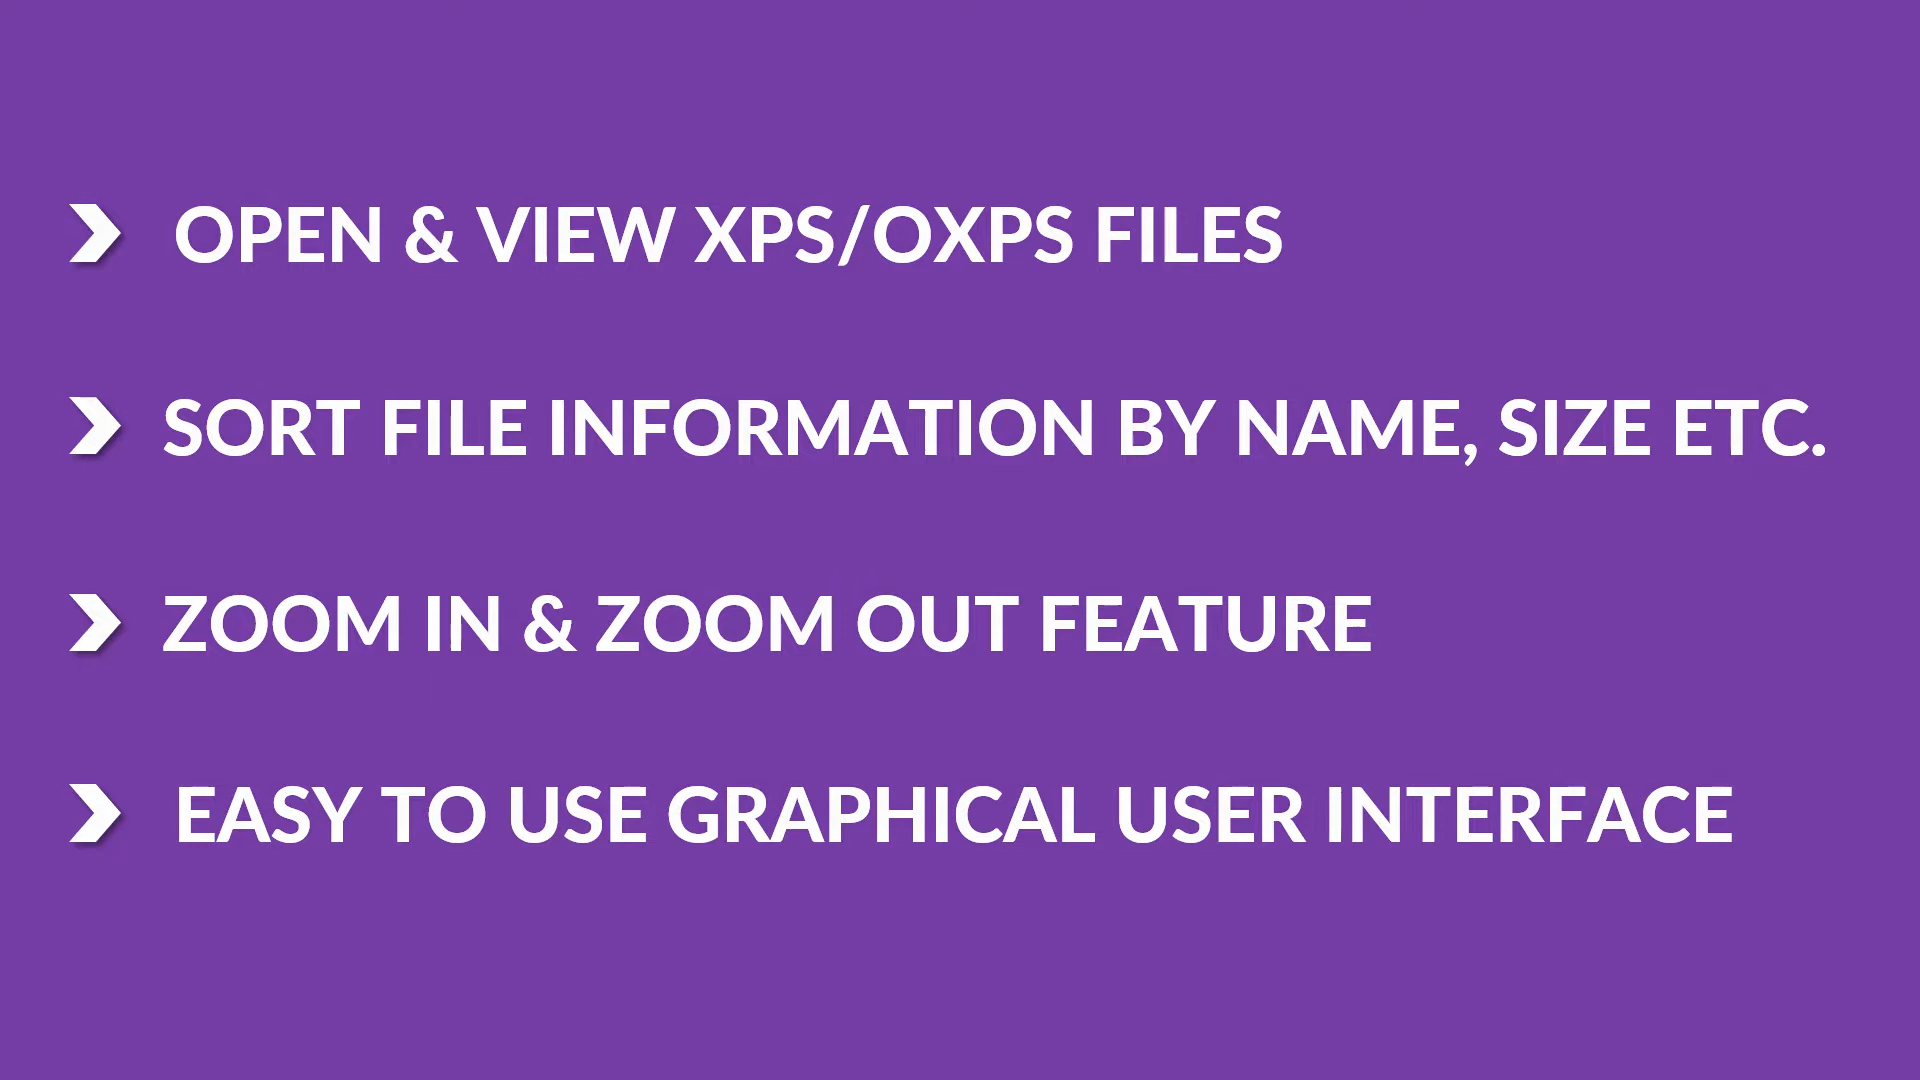 OPEN & VIEW XPS/OXPS FILES
SORT FILE INFORMATION BY NAME, SIZE ETC.
ZOOM IN & ZOOM OUT FEATURE
EASY TO USE GRAPHICAL USER INTERFACE